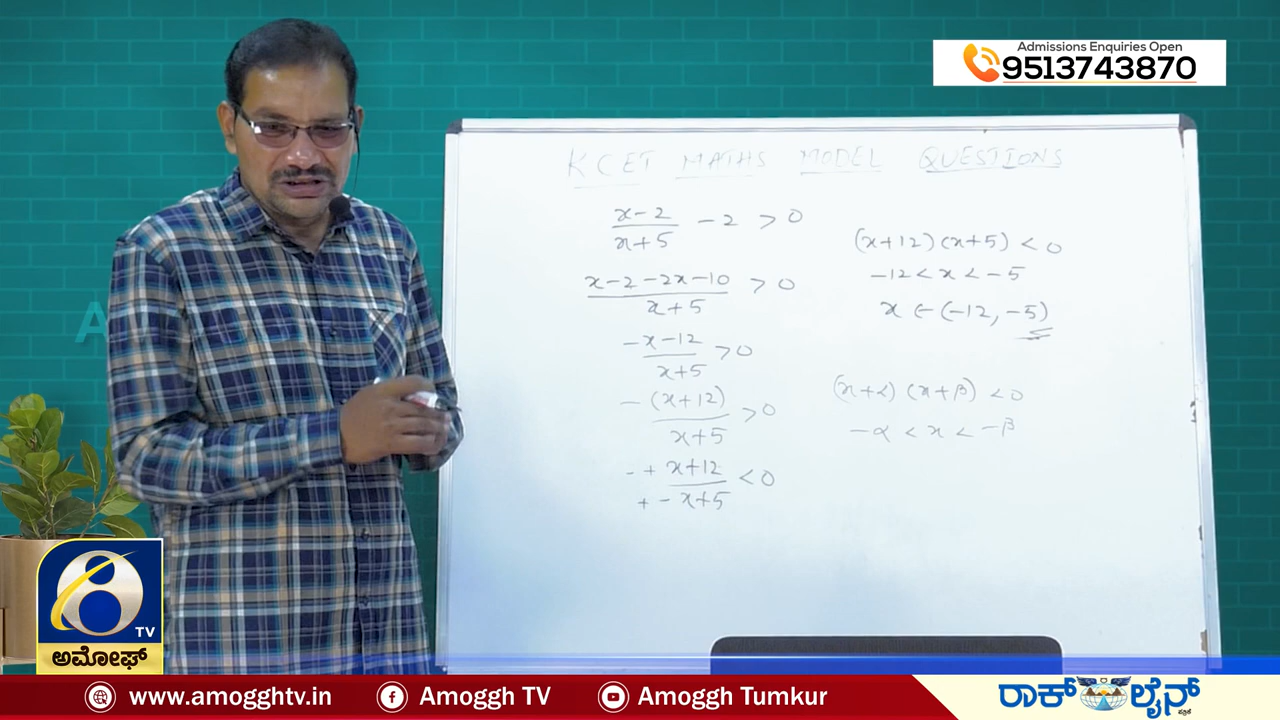 Admissions Enquiries Open
9513743870
KCET MATHS MODEL QUESTIONS
x-2/x+5 - 2 > 0
x-2-2x-10/x+5 > 0
-x-12/x+5 > 0
-(x+12)/x+5 > 0
- + x+12/+ - x+5 < 0
(x+12)(x+5) < 0
-12 < x < -5
x ∈ (-12, -5)
(x+α)(x+β) < 0
-α < x < -β
A
TV
ಅಮೋಘ್
www.amogghtv.in
Amoggh TV
Amoggh Tumkur
ರಾಕ್ ಲೈನ್